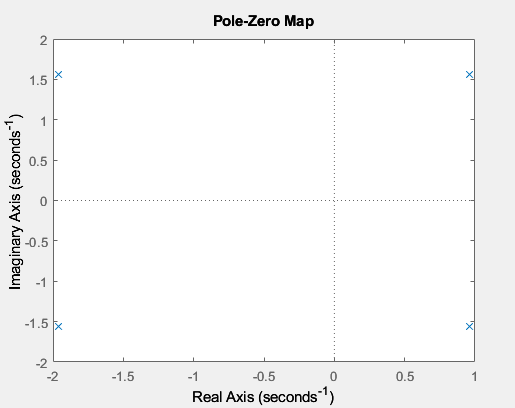 Pole-Zero Map
Imaginary Axis (seconds⁻¹)
2
1.5
1
0.5
0
-0.5
-1
-1.5
-2
-2 -1.5 -1 -0.5 0 0.5 1
Real Axis (seconds⁻¹)